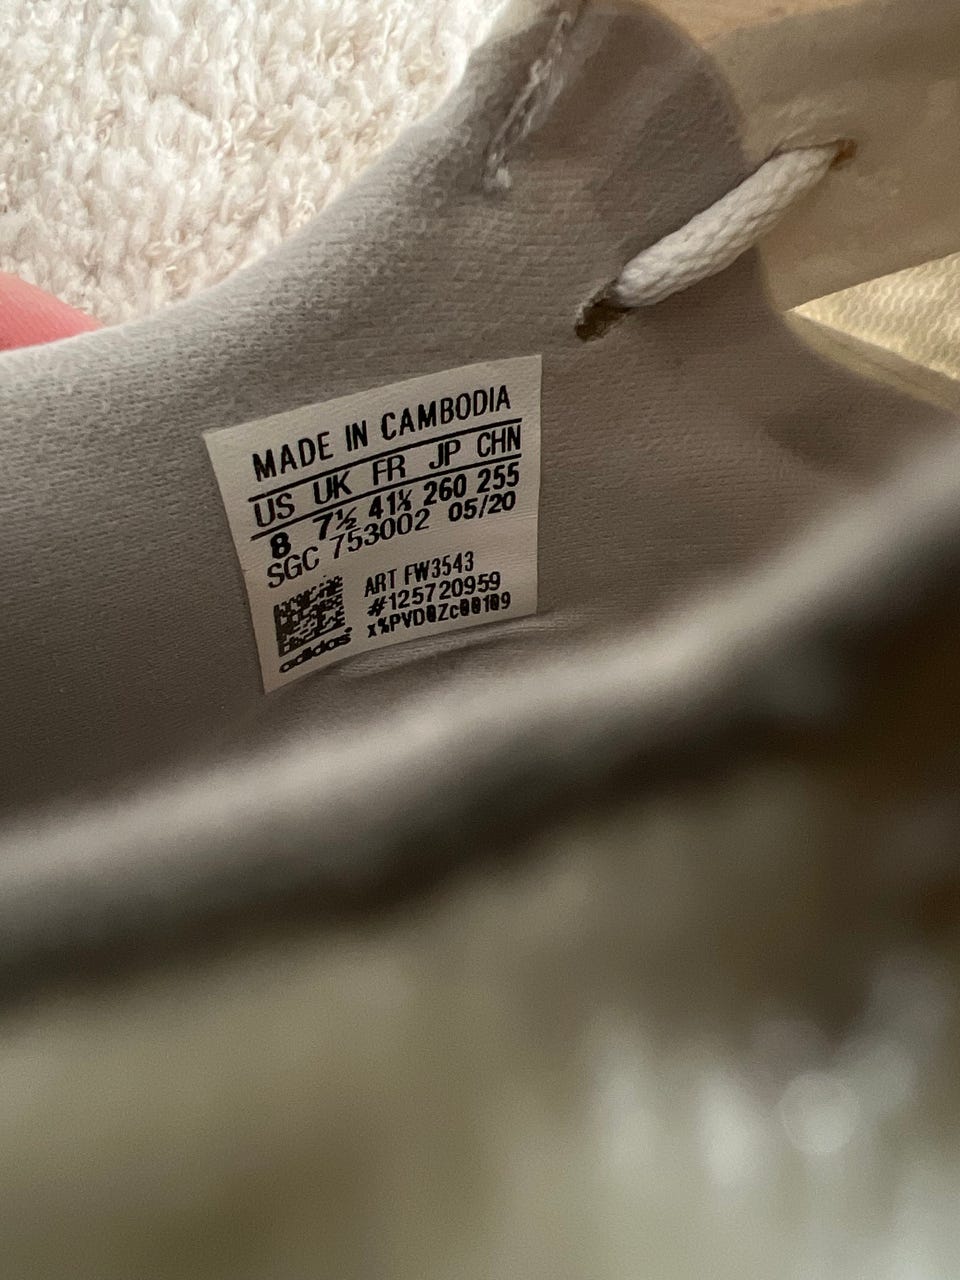 MADE IN CAMBODIA
US UK FR JP CHN
8 7½ 41⅓ 260 255
SGC 753002 05/20
ART FW3543
#125720959
x%PVD0Zc00109
adidas